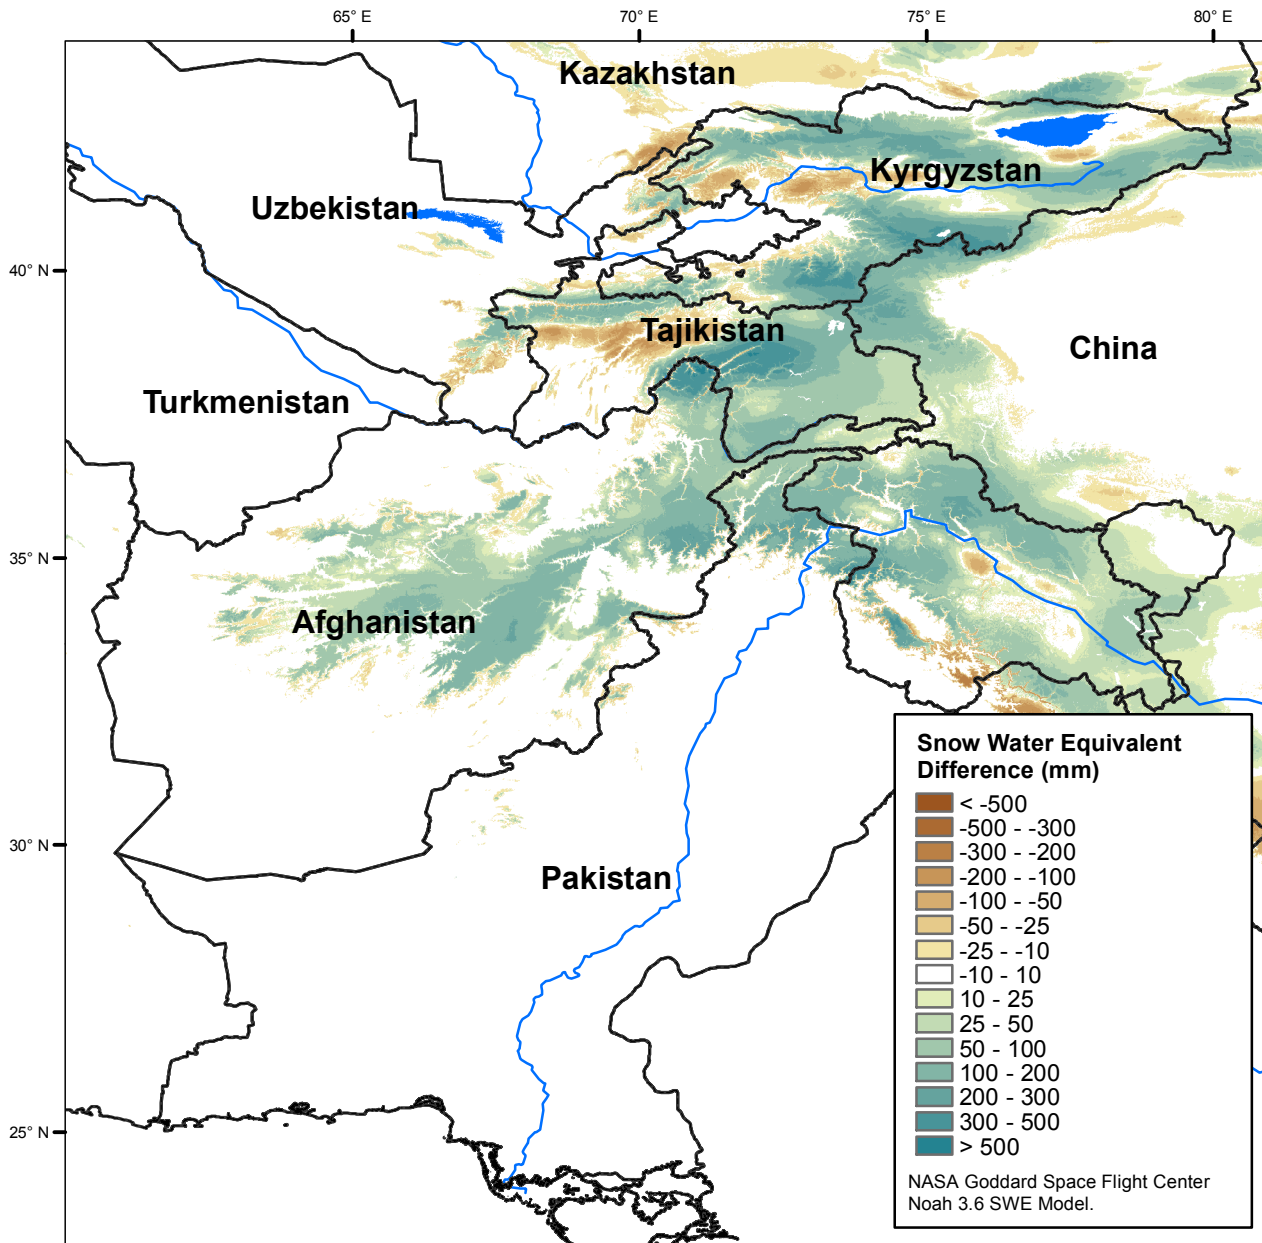 65° E
70° E
75° E
80° E
Kazakhstan
Kyrgyzstan
Uzbekistan
40° N
Tajikistan
China
Turkmenistan
35° N
Afghanistan
30° N
Pakistan
25° N
Snow Water Equivalent
Difference (mm)
< -500
-500 - -300
-300 - -200
-200 - -100
-100 - -50
-50 - -25
-25 - -10
-10 - 10
10 - 25
25 - 50
50 - 100
100 - 200
200 - 300
300 - 500
> 500
NASA Goddard Space Flight Center
Noah 3.6 SWE Model.